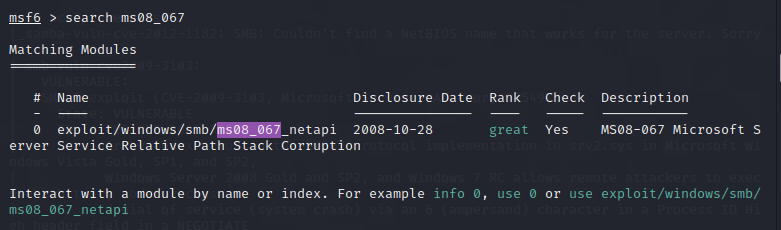 msf6 > search ms08_067
Matching Modules
================
#  Name                                 Disclosure Date  Rank   Check  Description
-  ----                                 ---------------  ----   -----  -----------
0  exploit/windows/smb/ms08_067_netapi  2008-10-28       great  Yes    MS08-067 Microsoft S
erver Service Relative Path Stack Corruption
Interact with a module by name or index. For example info 0, use 0 or use exploit/windows/smb/
ms08_067_netapi